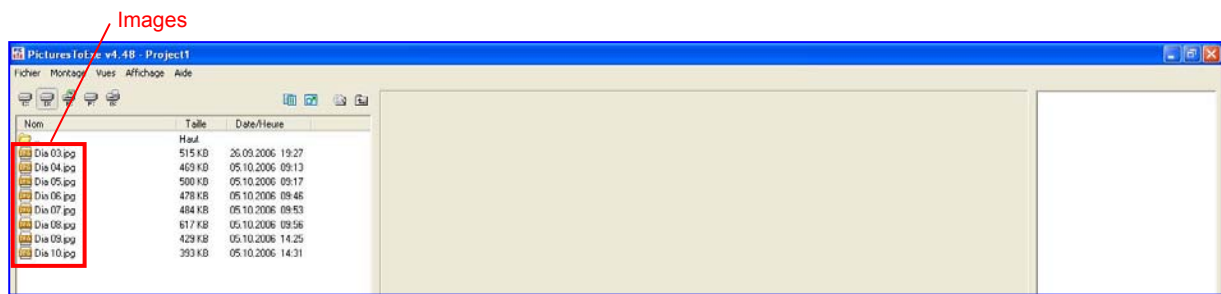 Images
PicturesToExe v4.48 - Project1
Fichier Montage Vues Affichage Aide
Nom Taille Date/Heure
.. Haut
Dia 03.jpg 515 KB 26.09.2006 19:27
Dia 04.jpg 469 KB 05.10.2006 09:13
Dia 05.jpg 500 KB 05.10.2006 09:17
Dia 06.jpg 478 KB 05.10.2006 09:46
Dia 07.jpg 484 KB 05.10.2006 09:53
Dia 08.jpg 617 KB 05.10.2006 09:56
Dia 09.jpg 429 KB 05.10.2006 14:25
Dia 10.jpg 393 KB 05.10.2006 14:31